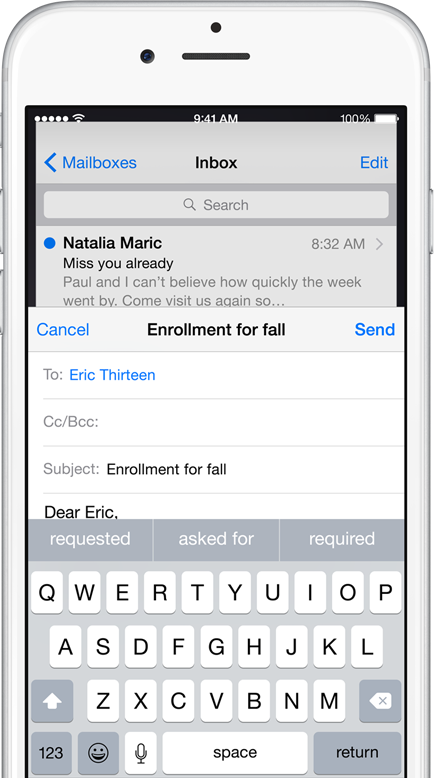 9:41 AM 100%
Mailboxes Inbox Edit
Search
Natalia Maric 8:32 AM
Miss you already
Paul and I can’t believe how quickly the week
went by. Come visit us again so…
Cancel Enrollment for fall Send
To: Eric Thirteen
Cc/Bcc:
Subject: Enrollment for fall
Dear Eric,
requested asked for required
Q W E R T Y U I O P
A S D F G H J K L
Z X C V B N M
123 space return